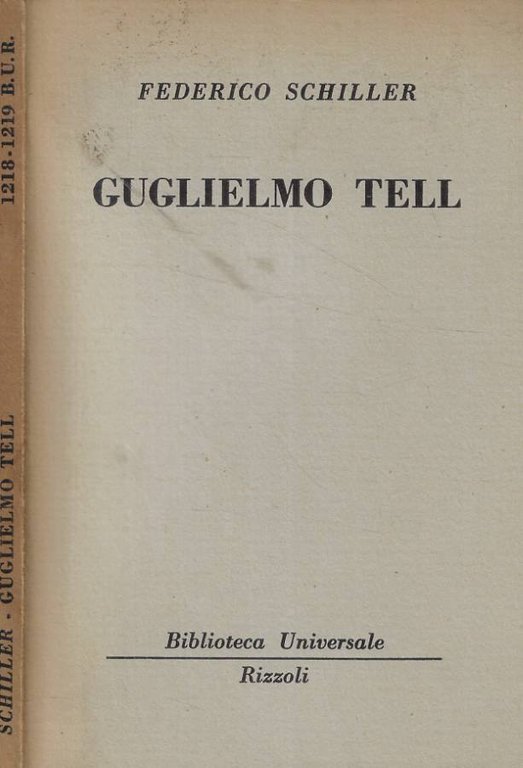 FEDERICO SCHILLER
GUGLIELMO TELL
Biblioteca Universale
Rizzoli
SCHILLER - GUGLIELMO TELL
1218-1219 B.U.R.